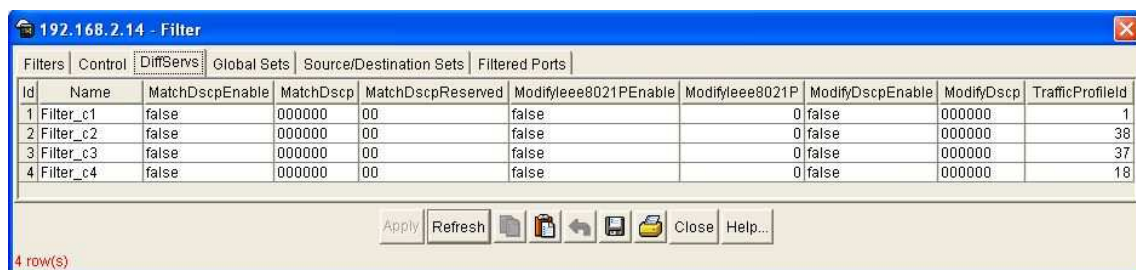 192.168.2.14 - Filter
Filters Control DiffServs Global Sets Source/Destination Sets Filtered Ports
Id Name MatchDscpEnable MatchDscp MatchDscpReserved ModifyIeee8021PEnable ModifyIeee8021P ModifyDscpEnable ModifyDscp TrafficProfileId
1 Filter_c1 false 000000 00 false 0 false 000000 1
2 Filter_c2 false 000000 00 false 0 false 000000 38
3 Filter_c3 false 000000 00 false 0 false 000000 37
4 Filter_c4 false 000000 00 false 0 false 000000 18
Apply Refresh Close Help...
4 row(s)